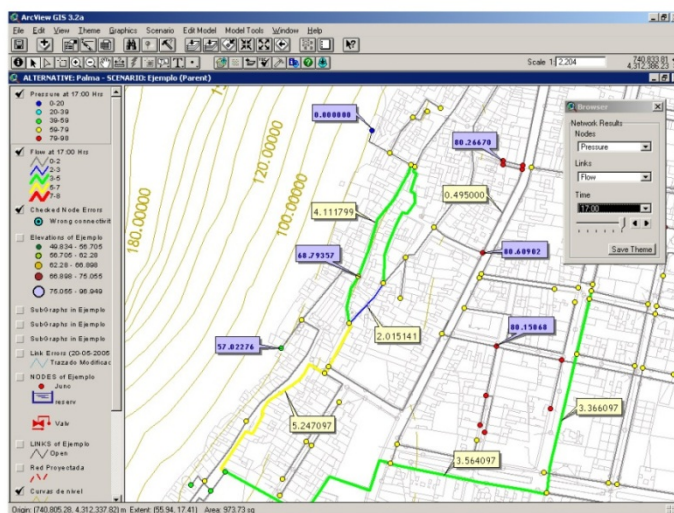 ArcView GIS 3.2a
File Edit View Theme Graphics Scenario Edit Model Model Tools Window Help
Scale 1: 2.204
740,833.81
4,312,386.23
ALTERNATIVE: Palma - SCENARIO: Ejemplo (Parent)
Pressure at 17:00 Hrs
0-20
20-39
39-59
59-79
79-98
Flow at 17:00 Hrs
0-2
2-3
3-5
5-7
7-8
Checked Node Errors
Wrong connectivit
Elevations of Ejemplo
49.834 - 56.705
56.705 - 62.28
62.28 - 66.898
66.898 - 75.055
75.055 - 96.949
SubGraphs in Ejemplo
SubGraphs in Ejemplo
SubGraphs in Ejemplo
Link Errors (20-05-2005
Trazado Modificac
NODES of Ejemplo
Junc
reserv
Valv
LINKS of Ejemplo
Open
Red Proyectada
Curvas de nivel
180.00000
120.00000
100.00000
0.000000
80.26670
4.111799
0.495000
68.79357
80.60902
2.015141
57.02276
80.15868
5.247097
3.366097
3.564097
Browser
Network Results
Nodes
Pressure
Links
Flow
Time
17:00
Save Theme
Origin: (740,805.28, 4,312,337.82) m Extent: (55.94, 17.41) Area: 973.73 sq